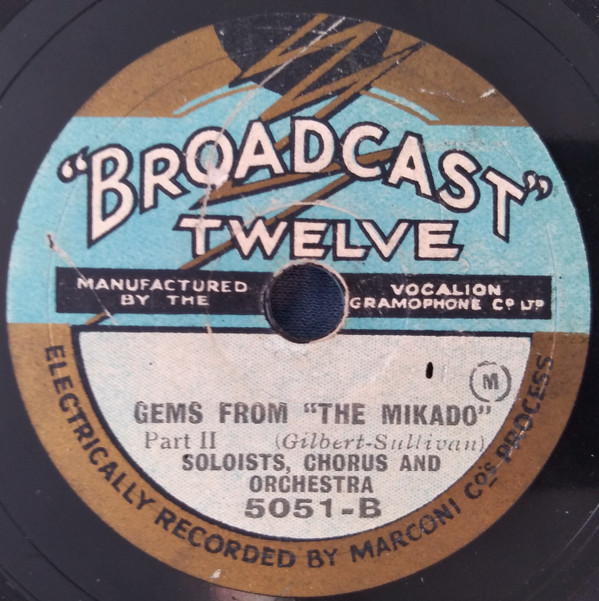 "BROADCAST"
TWELVE
MANUFACTURED
BY THE
VOCALION
GRAMOPHONE Co LTD
M
GEMS FROM "THE MIKADO"
Part II (Gilbert-Sullivan)
SOLOISTS, CHORUS AND
ORCHESTRA
5051-B
ELECTRICALLY RECORDED BY MARCONI Co's PROCESS